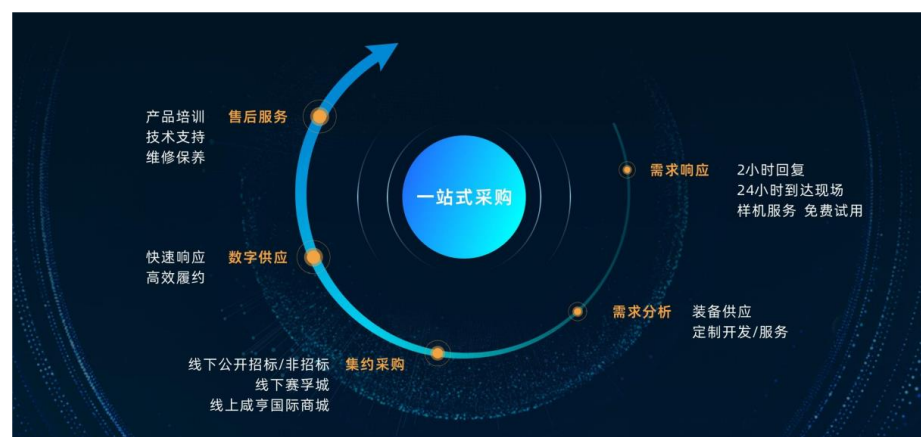 一站式采购
需求响应
2小时回复
24小时到达现场
样机服务 免费试用
需求分析
装备供应
定制开发/服务
集约采购
线下公开招标/非招标
线下赛孚城
线上咸亨国际商城
数字供应
快速响应
高效履约
售后服务
产品培训
技术支持
维修保养